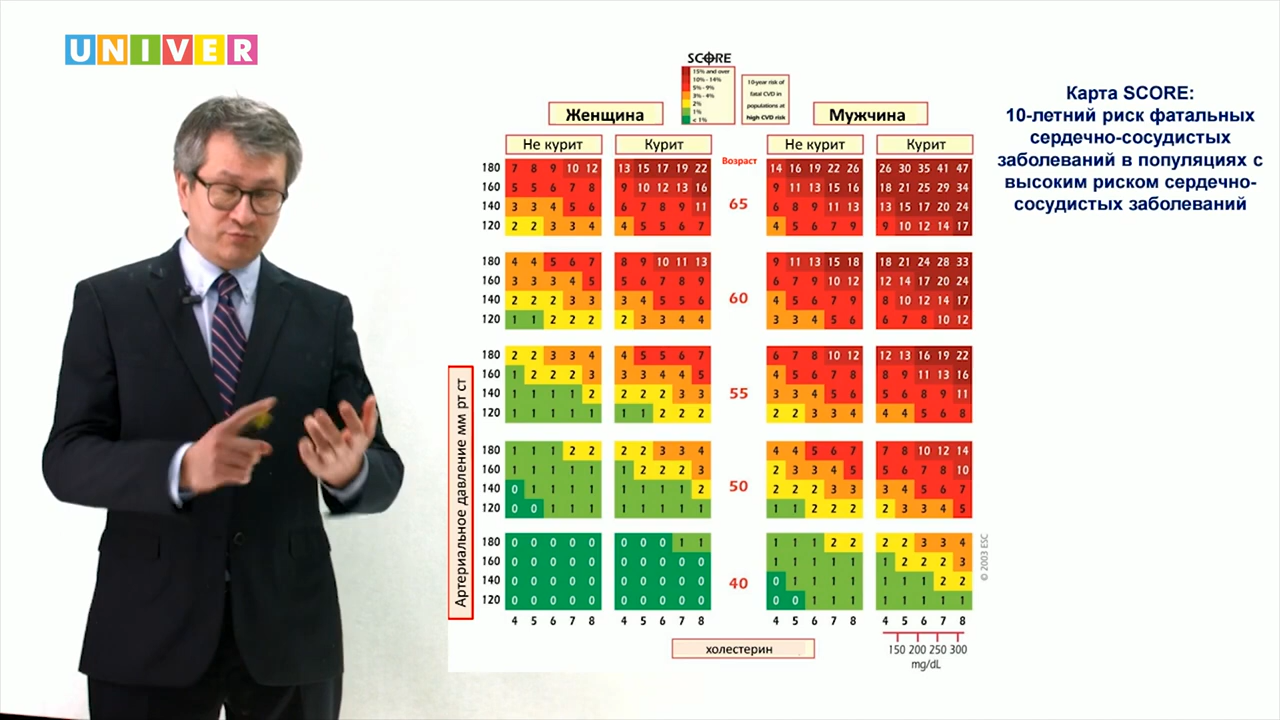 UNIVER
SCORE
15% and over
10% - 14%
5% - 9%
3% - 4%
2%
1%
< 1%
10-year risk of
fatal CVD in
populations at
high CVD risk
Карта SCORE:
10-летний риск фатальных
сердечно-сосудистых
заболеваний в популяциях с
высоким риском сердечно-
сосудистых заболеваний
Женщина
Мужчина
Не курит
Курит
Возраст
Не курит
Курит
180 7 8 9 10 12 13 15 17 19 22 14 16 19 22 26 26 30 35 41 47
160 5 5 6 7 8 9 10 12 13 16 9 11 13 15 16 18 21 25 29 34
65
140 3 3 4 5 6 6 7 8 9 11 6 8 9 11 13 13 15 17 20 24
120 2 2 3 3 4 4 5 5 6 7 4 5 6 7 9 9 10 12 14 17
180 4 4 5 6 7 8 9 10 11 13 9 11 13 15 18 18 21 24 28 33
160 3 3 3 4 5 5 6 7 8 9 6 7 9 10 12 12 14 17 20 24
60
140 2 2 2 3 3 3 4 5 5 6 4 5 6 7 9 8 10 12 14 17
120 1 1 2 2 2 2 3 3 4 4 3 3 4 5 6 6 7 8 10 12
180 2 2 3 3 4 4 5 5 6 7 6 7 8 10 12 12 13 16 19 22
160 1 2 2 2 3 3 3 4 4 5 4 5 6 7 8 8 9 11 13 16
55
140 1 1 1 1 2 2 2 2 3 3 3 3 4 5 6 5 6 8 9 11
120 1 1 1 1 1 1 1 2 2 2 2 2 3 3 4 4 4 5 6 8
180 1 1 1 2 2 2 2 3 3 4 4 4 5 6 7 7 8 10 12 14
160 1 1 1 1 1 1 2 2 2 3 2 3 3 4 5 5 6 7 8 10
50
140 0 1 1 1 1 1 1 1 1 2 2 2 2 3 3 3 4 5 6 7
120 0 0 1 1 1 1 1 1 1 1 1 1 2 2 2 2 3 3 4 5
180 0 0 0 0 0 0 0 0 1 1 1 1 1 2 2 2 2 3 3 4
160 0 0 0 0 0 0 0 0 0 0 1 1 1 1 1 1 2 2 2 3
40
140 0 0 0 0 0 0 0 0 0 0 0 1 1 1 1 1 1 1 2 2
120 0 0 0 0 0 0 0 0 0 0 0 0 1 1 1 1 1 1 1 1
4 5 6 7 8 4 5 6 7 8 4 5 6 7 8 4 5 6 7 8
Артериальное давление мм рт ст
© 2003 ESC
холестерин
150 200 250 300
mg/dL